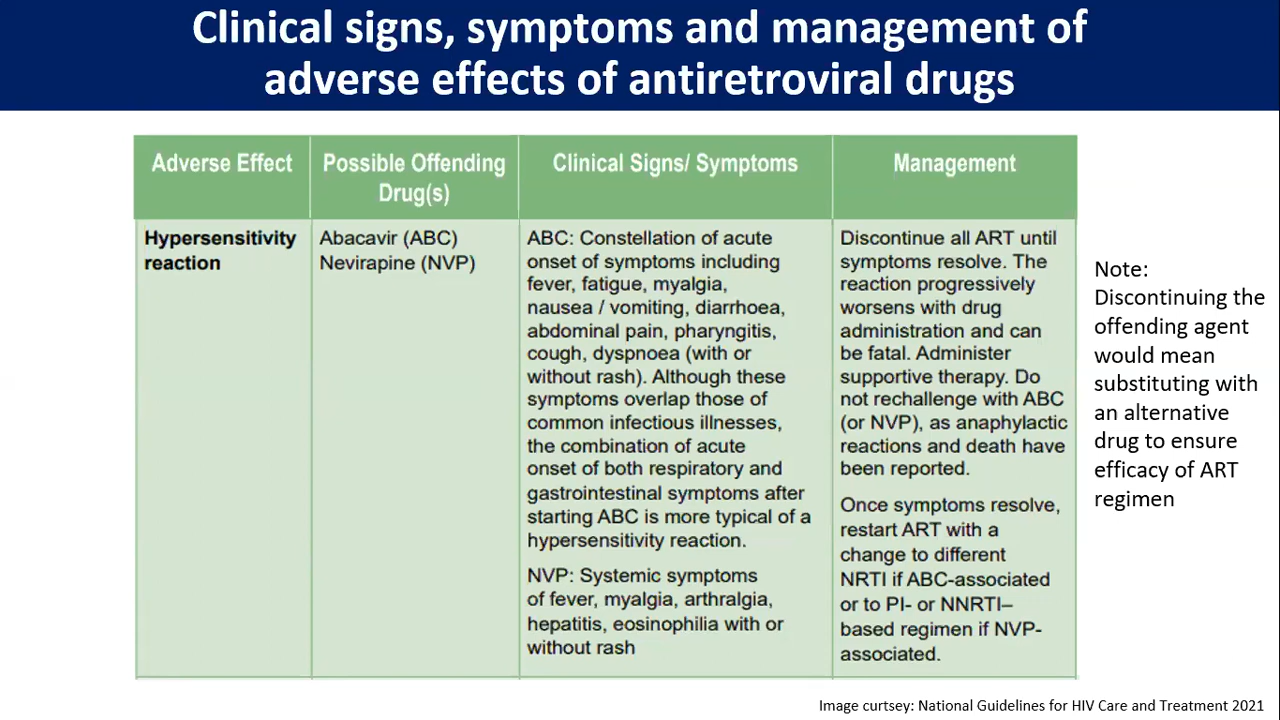 Clinical signs, symptoms and management of
adverse effects of antiretroviral drugs
Adverse Effect
Possible Offending
Drug(s)
Clinical Signs/ Symptoms
Management
Hypersensitivity
reaction
Abacavir (ABC)
Nevirapine (NVP)
ABC: Constellation of acute
onset of symptoms including
fever, fatigue, myalgia,
nausea / vomiting, diarrhoea,
abdominal pain, pharyngitis,
cough, dyspnoea (with or
without rash). Although these
symptoms overlap those of
common infectious illnesses,
the combination of acute
onset of both respiratory and
gastrointestinal symptoms after
starting ABC is more typical of a
hypersensitivity reaction.
NVP: Systemic symptoms
of fever, myalgia, arthralgia,
hepatitis, eosinophilia with or
without rash
Discontinue all ART until
symptoms resolve. The
reaction progressively
worsens with drug
administration and can
be fatal. Administer
supportive therapy. Do
not rechallenge with ABC
(or NVP), as anaphylactic
reactions and death have
been reported.
Once symptoms resolve,
restart ART with a
change to different
NRTI if ABC-associated
or to PI- or NNRTI–
based regimen if NVP-
associated.
Note:
Discontinuing the
offending agent
would mean
substituting with
an alternative
drug to ensure
efficacy of ART
regimen
Image curtsey: National Guidelines for HIV Care and Treatment 2021